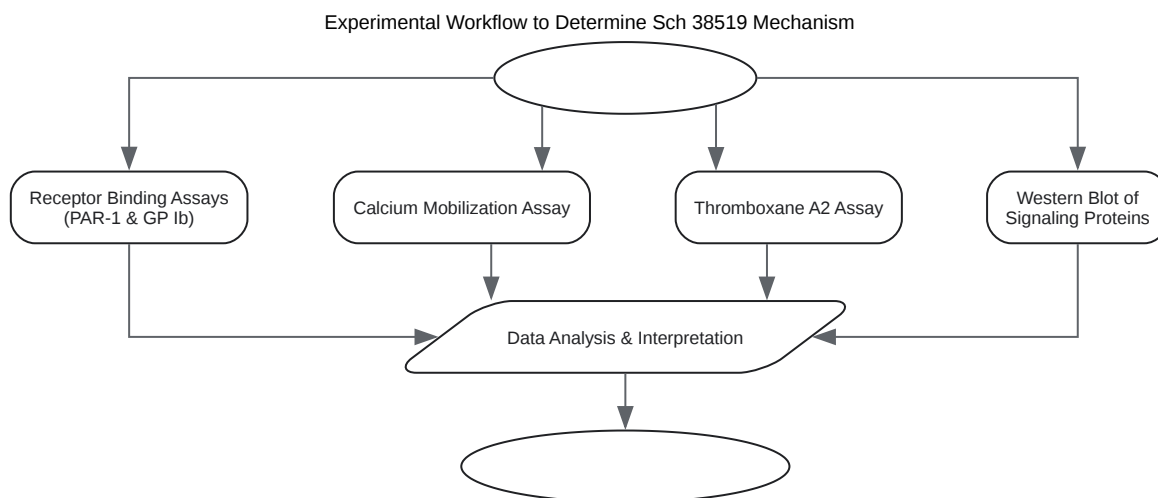 Experimental Workflow to Determine Sch 38519 Mechanism
Receptor Binding Assays
(PAR-1 & GP Ib)
Calcium Mobilization Assay
Thromboxane A2 Assay
Western Blot of
Signaling Proteins
Data Analysis & Interpretation